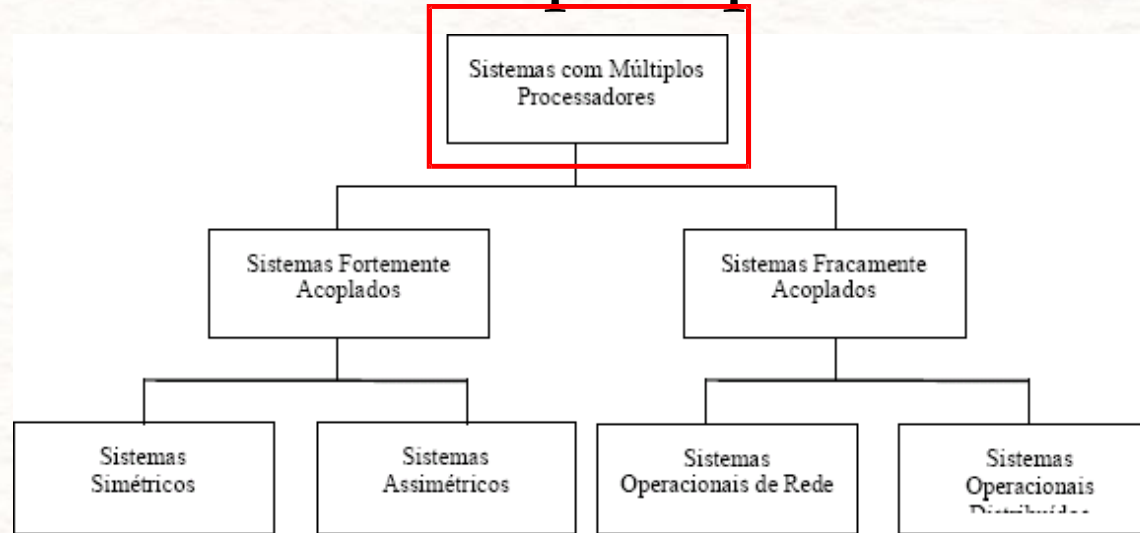 Sistemas com Múltiplos
Processadores
Sistemas Fortemente
Acoplados
Sistemas Fracamente
Acoplados
Sistemas
Simétricos
Sistemas
Assimétricos
Sistemas
Operacionais de Rede
Sistemas
Operacionais